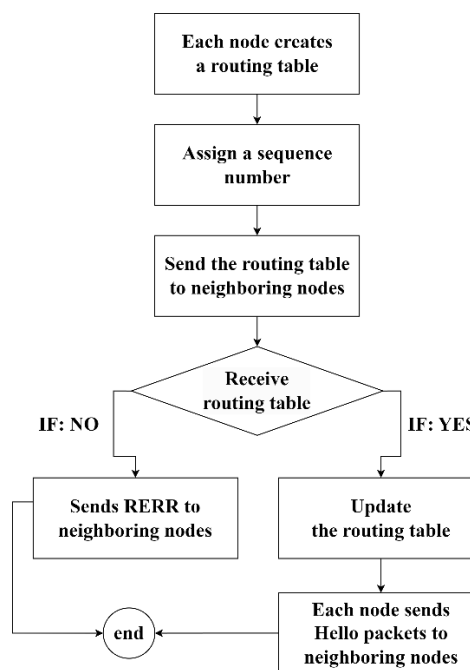 Each node creates
a routing table
Assign a sequence
number
Send the routing table
to neighboring nodes
Receive
routing table
IF: NO
IF: YES
Sends RERR to
neighboring nodes
Update
the routing table
end
Each node sends
Hello packets to
neighboring nodes